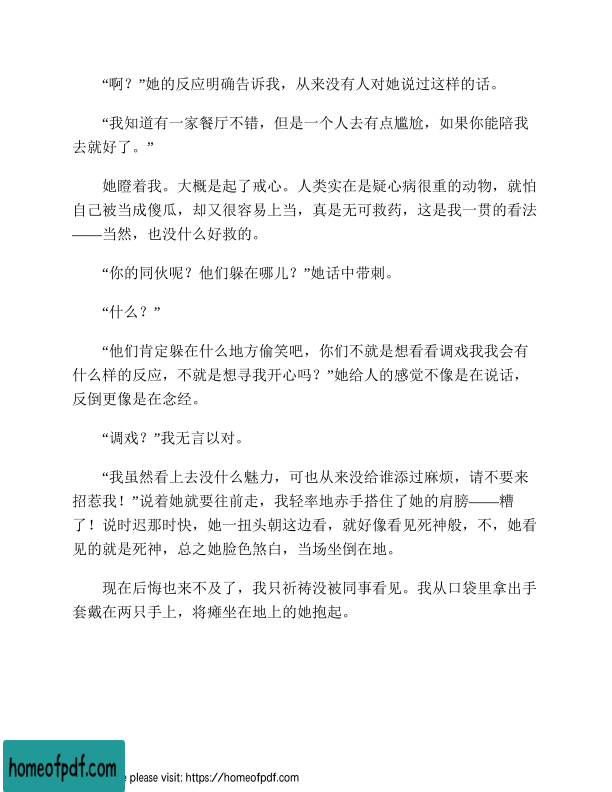 “啊？”她的反应明确告诉我，从来没有人对她说过这样的话。
“我知道有一家餐厅不错，但是一个人去有点尴尬，如果你能陪我
去就好了。”
她瞪着我。大概是起了戒心。人类实在是疑心病很重的动物，就怕
自己被当成傻瓜，却又很容易上当，真是无可救药，这是我一贯的看法
——当然，也没什么好救的。
“你的同伙呢？他们躲在哪儿？”她话中带刺。
“什么？”
“他们肯定躲在什么地方偷笑吧，你们不就是想看看调戏我我会有
什么样的反应，不就是想寻我开心吗？”她给人的感觉不像是在说话，
反倒更像是在念经。
“调戏？”我无言以对。
“我虽然看上去没什么魅力，可也从来没给谁添过麻烦，请不要来
招惹我！”说着她就要往前走，我轻率地赤手搭住了她的肩膀——糟
了！说时迟那时快，她一扭头朝这边看，就好像看见死神般，不，她看
见的就是死神，总之她脸色煞白，当场坐倒在地。
现在后悔也来不及了，我只祈祷没被同事看见。我从口袋里拿出手
套戴在两只手上，将瘫坐在地上的她抱起。
homeofpdf.com
e please visit: https://homeofpdf.com